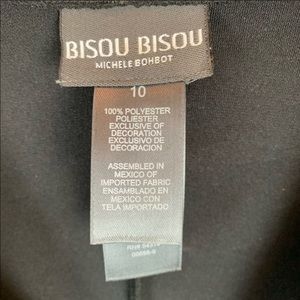 BISOU BISOU
MICHELE BOHBOT
10
100% POLYESTER
POLIESTER
EXCLUSIVE OF
DECORATION
EXCLUSIVO DE
DECORACION
ASSEMBLED IN
MEXICO OF
IMPORTED FABRIC
ENSAMBLADO EN
MEXICO CON
TELA IMPORTADO
RN#